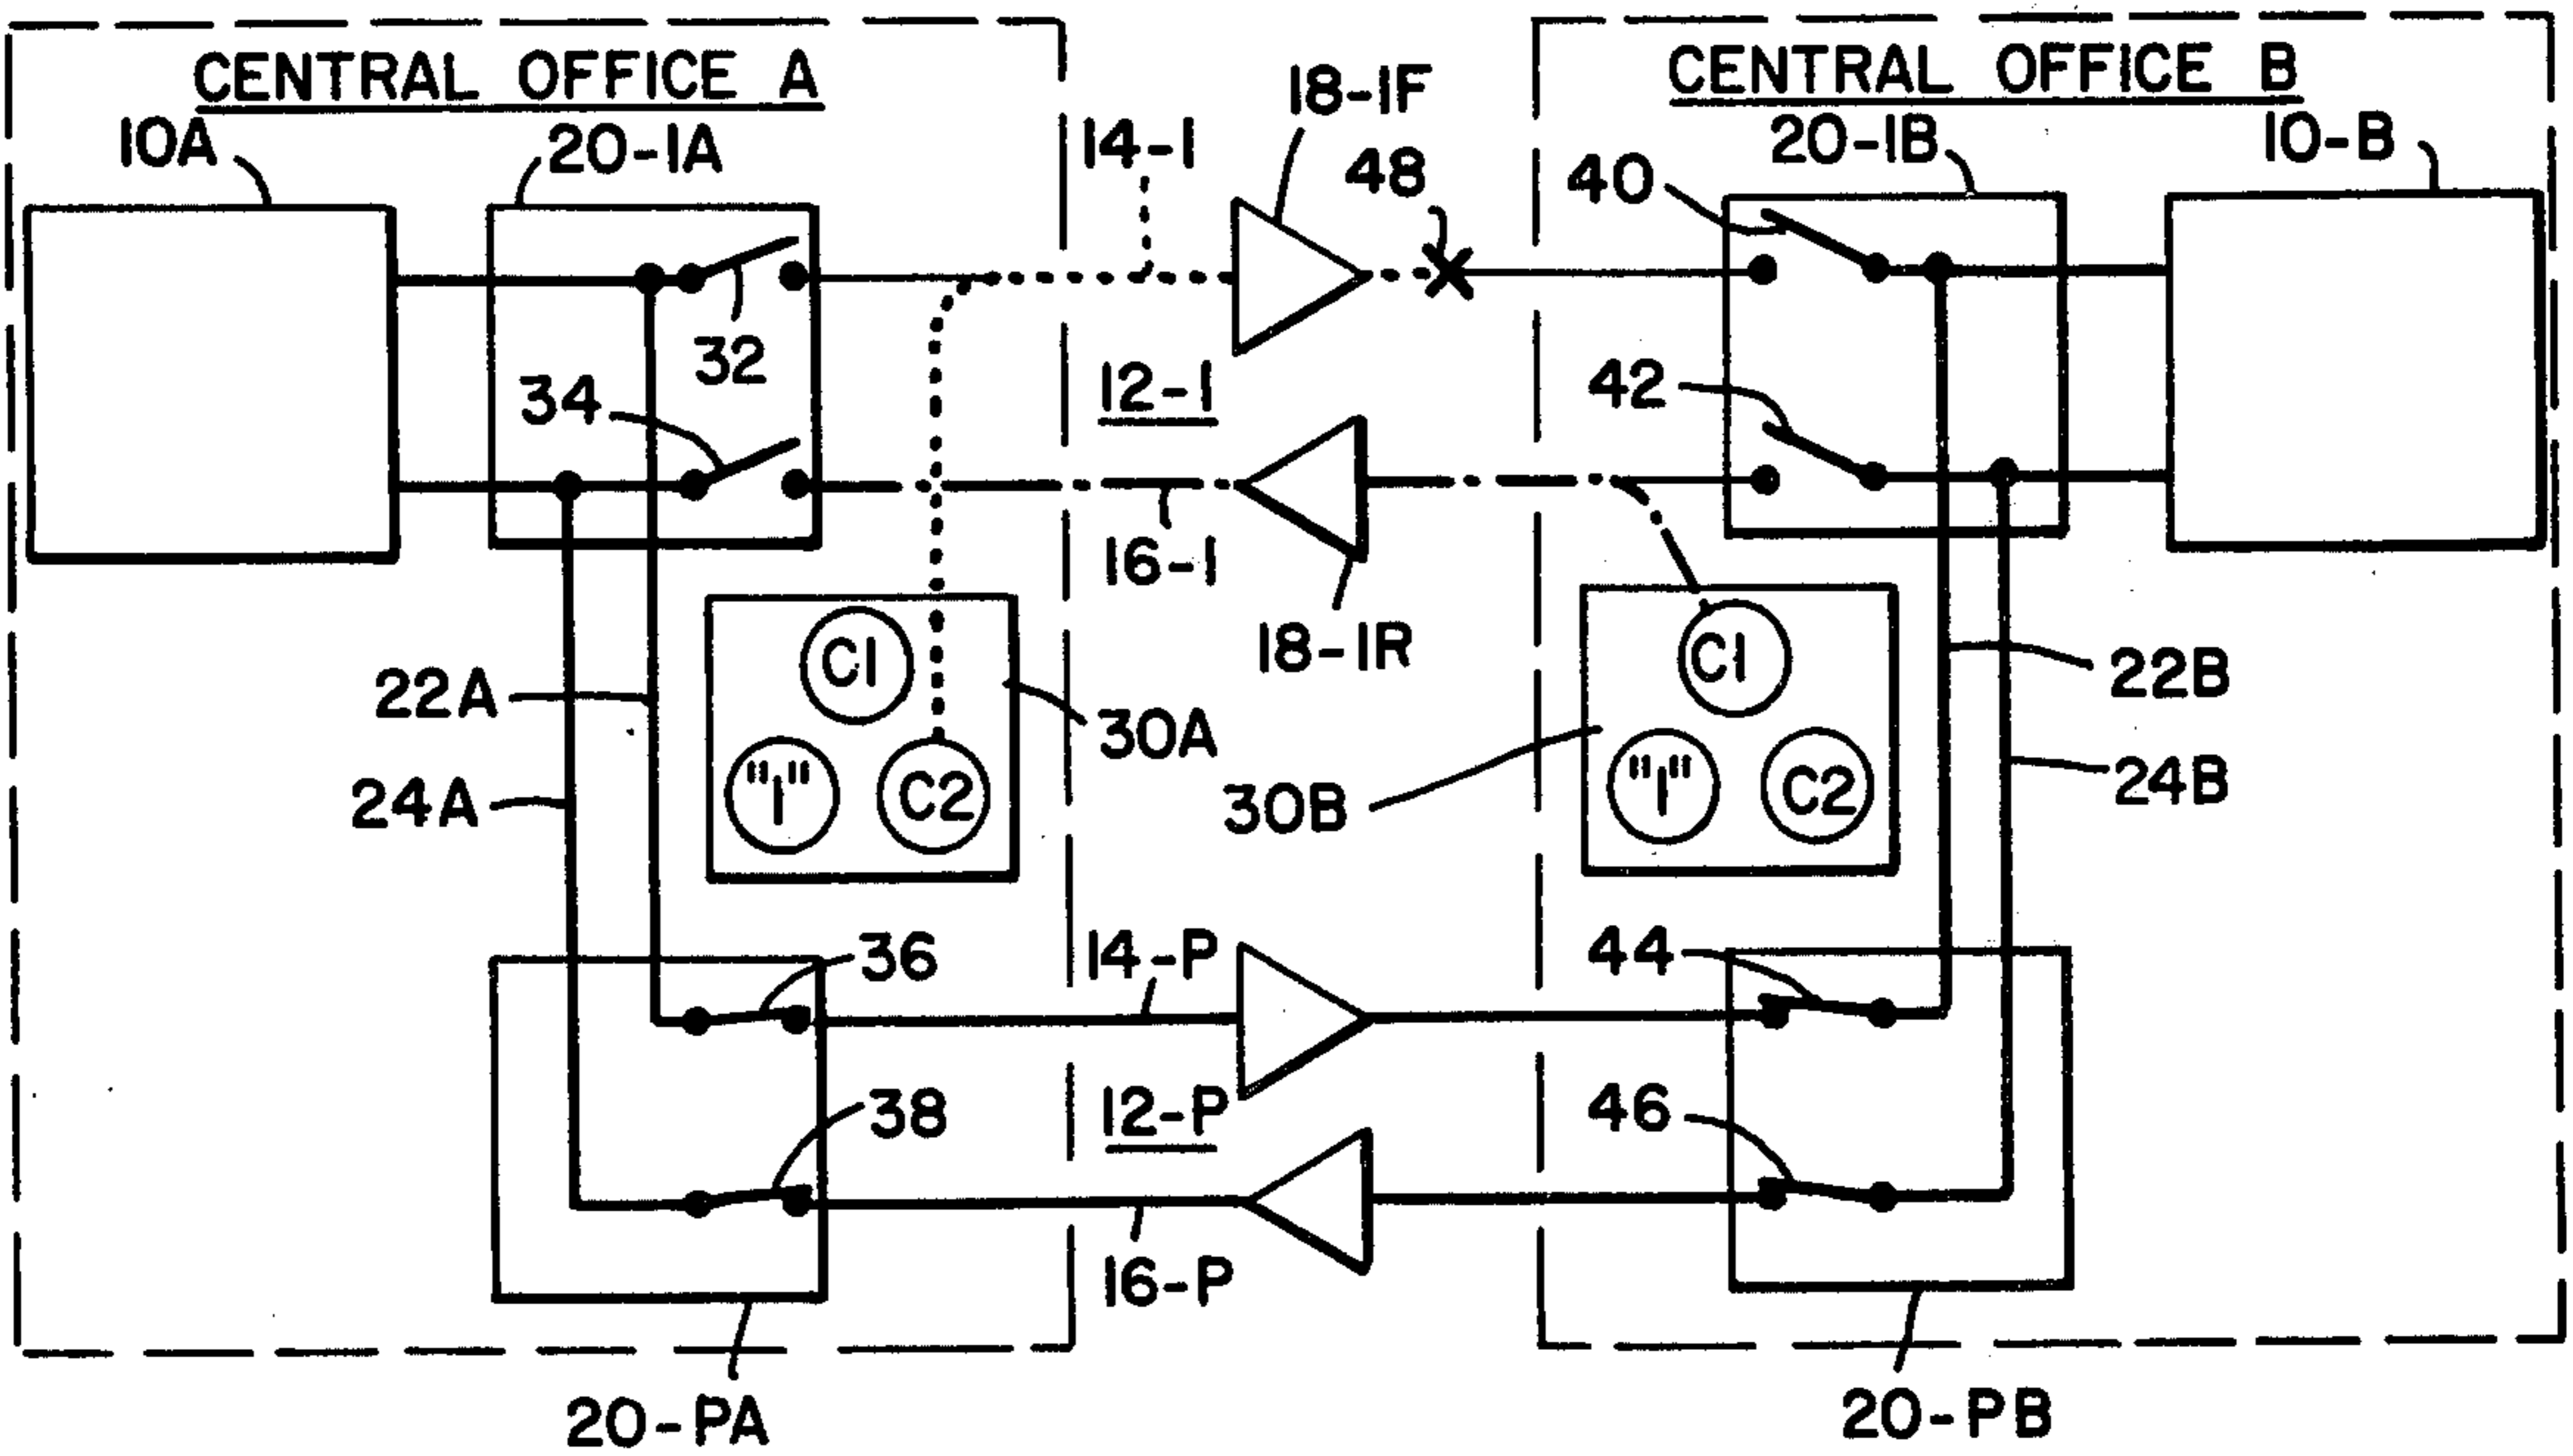 CENTRAL OFFICE A
CENTRAL OFFICE B
18-1F
10A
20-1A
14-1
48
40
20-1B
10-B
32
34
12-1
42
16-1
18-1R
C1
C1
22A
30A
22B
"1"
C2
"1"
C2
24A
30B
24B
36
14-P
44
38
12-P
46
16-P
20-PA
20-PB